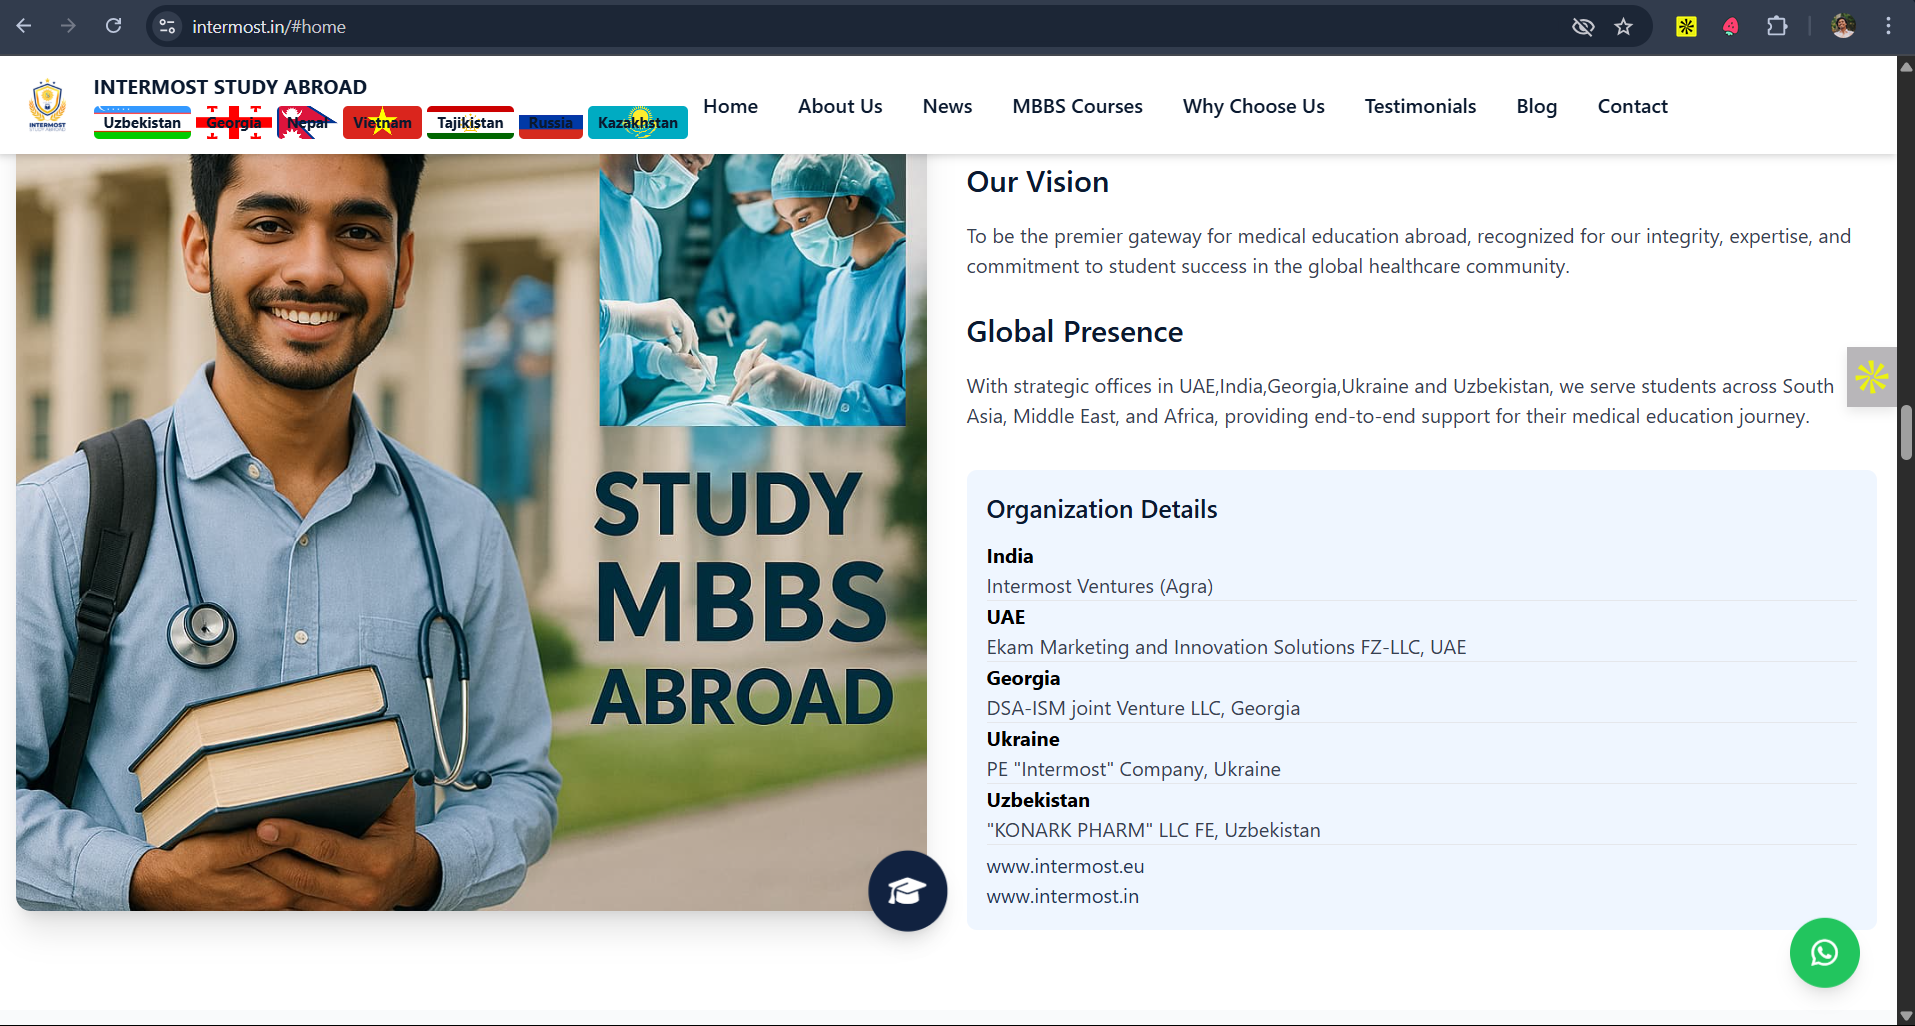 intermost.in/#home
INTERMOST STUDY ABROAD
Uzbekistan Georgia Nepal Vietnam Tajikistan Russia Kazakhstan
Home About Us News MBBS Courses Why Choose Us Testimonials Blog Contact
INTERMOST
STUDY ABROAD
STUDY
MBBS
ABROAD
Our Vision
To be the premier gateway for medical education abroad, recognized for our integrity, expertise, and
commitment to student success in the global healthcare community.
Global Presence
With strategic offices in UAE,India,Georgia,Ukraine and Uzbekistan, we serve students across South
Asia, Middle East, and Africa, providing end-to-end support for their medical education journey.
Organization Details
India
Intermost Ventures (Agra)
UAE
Ekam Marketing and Innovation Solutions FZ-LLC, UAE
Georgia
DSA-ISM joint Venture LLC, Georgia
Ukraine
PE "Intermost" Company, Ukraine
Uzbekistan
"KONARK PHARM" LLC FE, Uzbekistan
www.intermost.eu
www.intermost.in